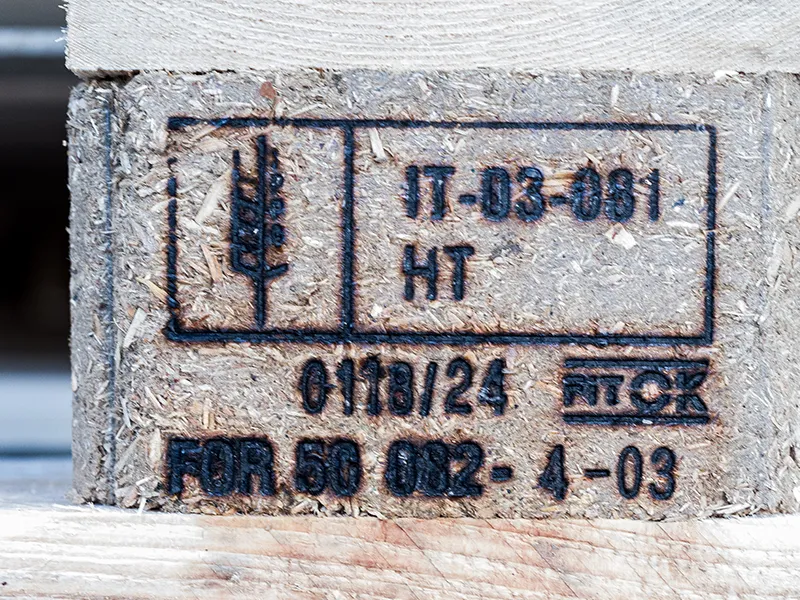 IT-03-081
HT
0118/24 FITOK
FOR 50 082-4-03